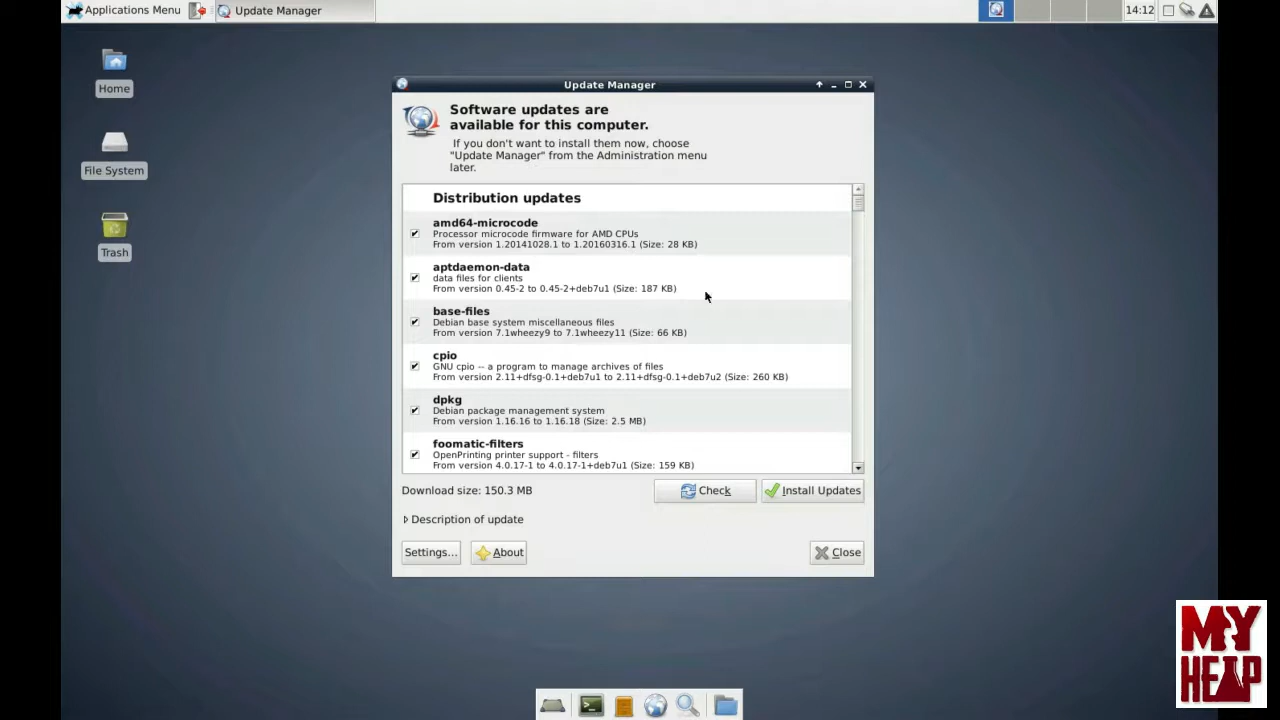 Applications Menu
Update Manager
14:12
Home
File System
Trash
Update Manager
Software updates are
available for this computer.
If you don't want to install them now, choose
"Update Manager" from the Administration menu
later.
Distribution updates
amd64-microcode
Processor microcode firmware for AMD CPUs
From version 1.20141028.1 to 1.20160316.1 (Size: 28 KB)
aptdaemon-data
data files for clients
From version 0.45-2 to 0.45-2+deb7u1 (Size: 187 KB)
base-files
Debian base system miscellaneous files
From version 7.1wheezy9 to 7.1wheezy11 (Size: 66 KB)
cpio
GNU cpio -- a program to manage archives of files
From version 2.11+dfsg-0.1+deb7u1 to 2.11+dfsg-0.1+deb7u2 (Size: 260 KB)
dpkg
Debian package management system
From version 1.16.16 to 1.16.18 (Size: 2.5 MB)
foomatic-filters
OpenPrinting printer support - filters
From version 4.0.17-1 to 4.0.17-1+deb7u1 (Size: 159 KB)
Download size: 150.3 MB
Check
Install Updates
Description of update
Settings...
About
Close
MY
HELP